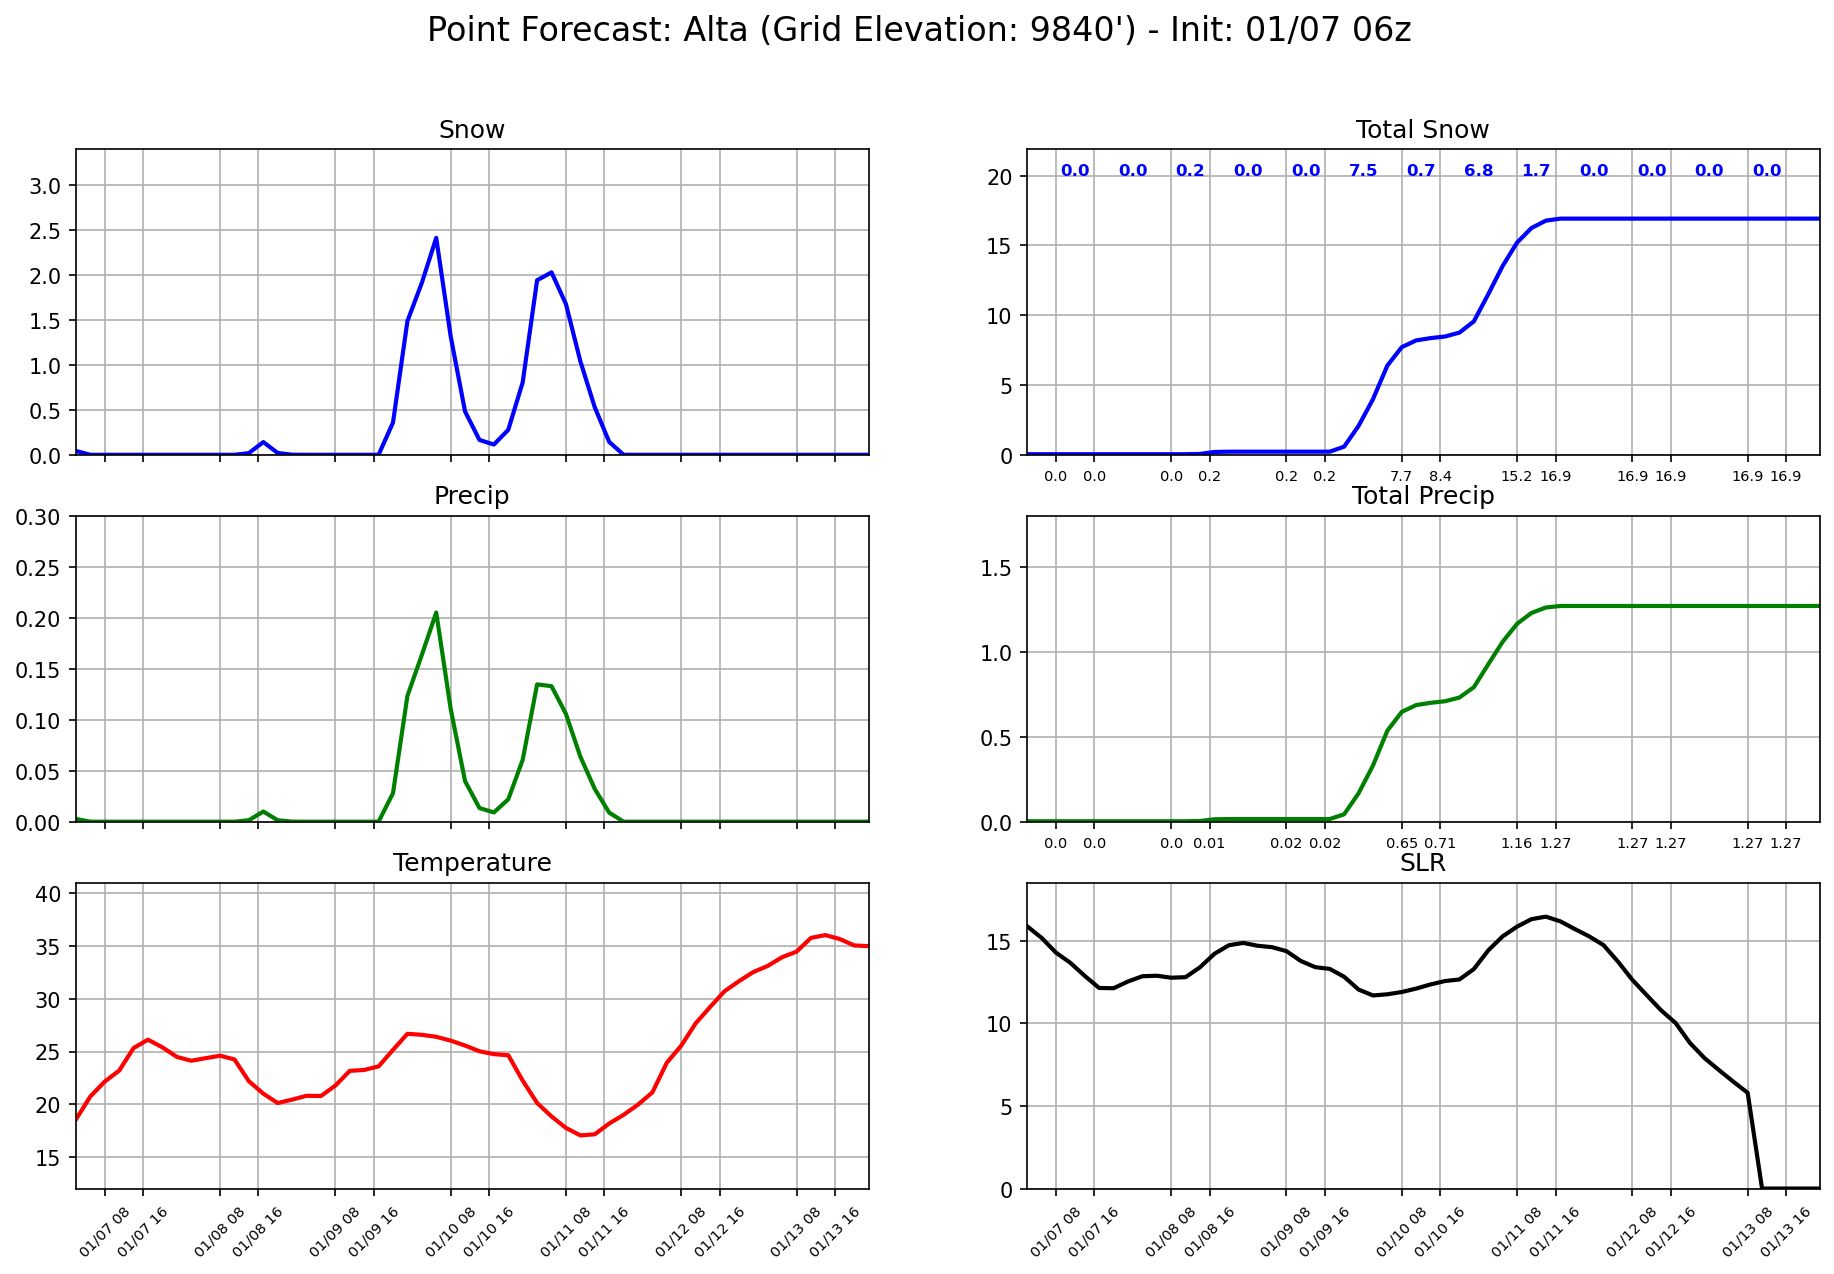 Point Forecast: Alta (Grid Elevation: 9840') - Init: 01/07 06z
Snow
3.0
2.5
2.0
1.5
1.0
0.5
0.0
Total Snow
0.0 0.0 0.2 0.0 0.0 7.5 0.7 6.8 1.7 0.0 0.0 0.0 0.0
20
15
10
5
0
0.0 0.0 0.0 0.2 0.2 0.2 7.7 8.4 15.2 16.9 16.9 16.9 16.9 16.9
Precip
0.30
0.25
0.20
0.15
0.10
0.05
0.00
Total Precip
1.5
1.0
0.5
0.0
0.0 0.0 0.0 0.01 0.02 0.02 0.65 0.71 1.16 1.27 1.27 1.27 1.27 1.27
Temperature
40
35
30
25
20
15
01/07 08 01/07 16 01/08 08 01/08 16 01/09 08 01/09 16 01/10 08 01/10 16 01/11 08 01/11 16 01/12 08 01/12 16 01/13 08 01/13 16
SLR
15
10
5
0
01/07 08 01/07 16 01/08 08 01/08 16 01/09 08 01/09 16 01/10 08 01/10 16 01/11 08 01/11 16 01/12 08 01/12 16 01/13 08 01/13 16